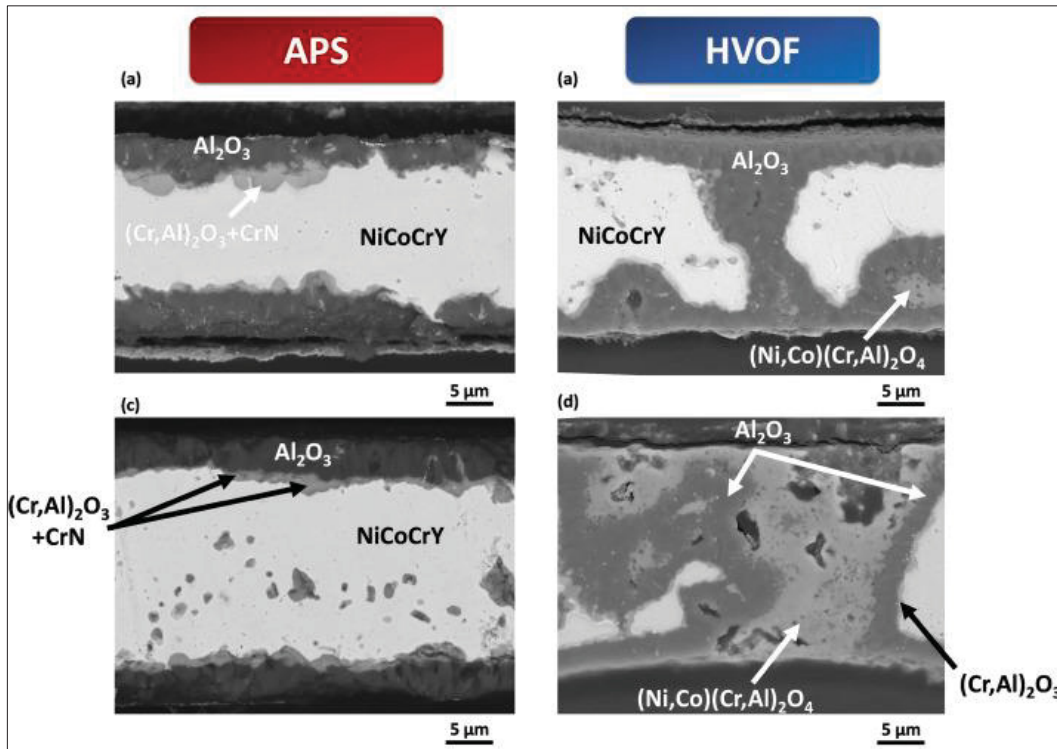 APS
HVOF
(a)
(a)
Al₂O₃
(Cr,Al)₂O₃+CrN
NiCoCrY
Al₂O₃
NiCoCrY
(Ni,Co)(Cr,Al)₂O₄
5 µm
5 µm
(c)
(d)
Al₂O₃
(Cr,Al)₂O₃
+CrN
NiCoCrY
Al₂O₃
(Ni,Co)(Cr,Al)₂O₄
(Cr,Al)₂O₃
5 µm
5 µm